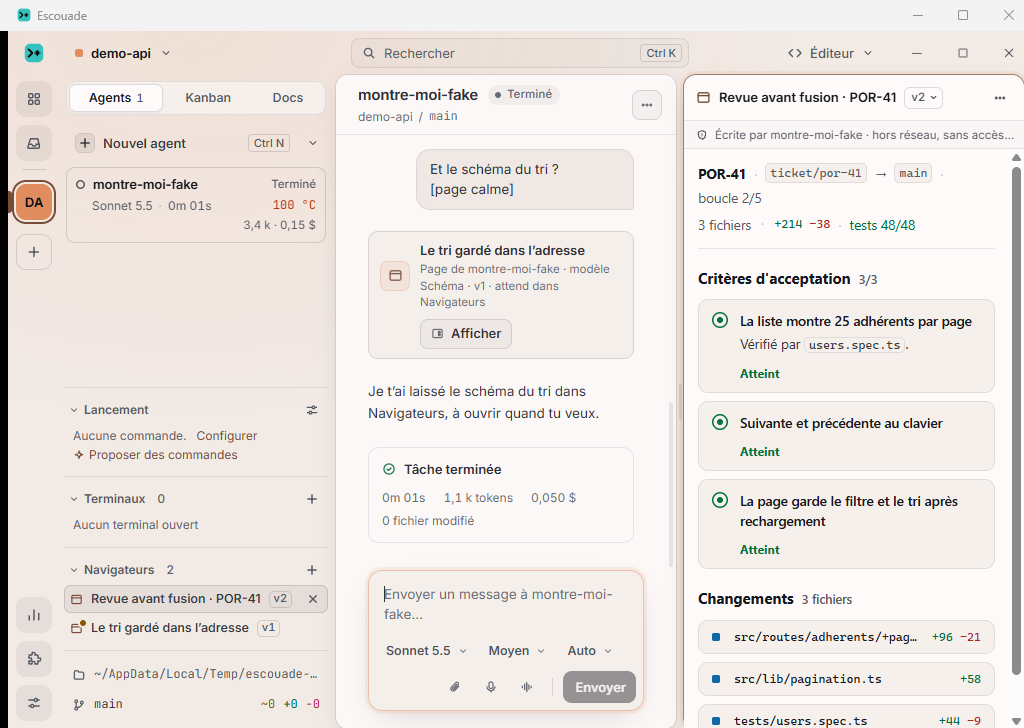 Escouade
demo-api
Rechercher
Ctrl K
Éditeur
Agents 1
Kanban
Docs
Nouvel agent
Ctrl N
DA
montre-moi-fake
Terminé
Sonnet 5.5 · 0m 01s
100 °C
3,4 k · 0,15 $
Lancement
Aucune commande. Configurer
Proposer des commandes
Terminaux 0
Aucun terminal ouvert
Navigateurs 2
Revue avant fusion · POR-41 v2
Le tri gardé dans l’adresse v1
~/AppData/Local/Temp/escouade-…
main
~0 +0 -0
montre-moi-fake
Terminé
demo-api / main
Et le schéma du tri ?
[page calme]
Le tri gardé dans l’adresse
Page de montre-moi-fake · modèle
Schéma · v1 · attend dans
Navigateurs
Afficher
Je t’ai laissé le schéma du tri dans
Navigateurs, à ouvrir quand tu veux.
Tâche terminée
0m 01s 1,1 k tokens 0,050 $
0 fichier modifié
Envoyer un message à montre-moi-
fake…
Sonnet 5.5
Moyen
Auto
Envoyer
Revue avant fusion · POR-41
v2
Écrite par montre-moi-fake · hors réseau, sans accès…
POR-41 · ticket/por-41 → main ·
boucle 2/5
3 fichiers · +214 −38 · tests 48/48
Critères d'acceptation 3/3
La liste montre 25 adhérents par page
Vérifié par users.spec.ts.
Atteint
Suivante et précédente au clavier
Atteint
La page garde le filtre et le tri après
rechargement
Atteint
Changements 3 fichiers
src/routes/adherents/+pag… +96 −21
src/lib/pagination.ts +58
tests/users.spec.ts +44 −9